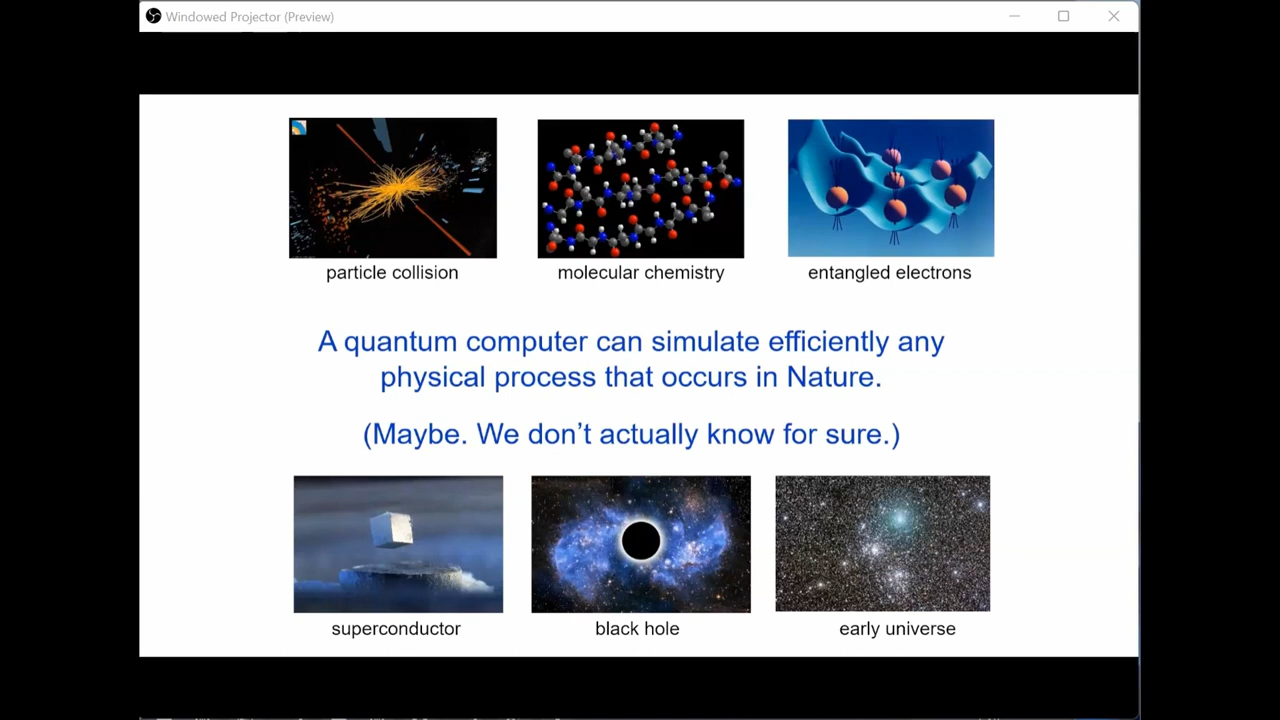 Windowed Projector (Preview)
particle collision
molecular chemistry
entangled electrons
A quantum computer can simulate efficiently any
physical process that occurs in Nature.
(Maybe. We don't actually know for sure.)
superconductor
black hole
early universe